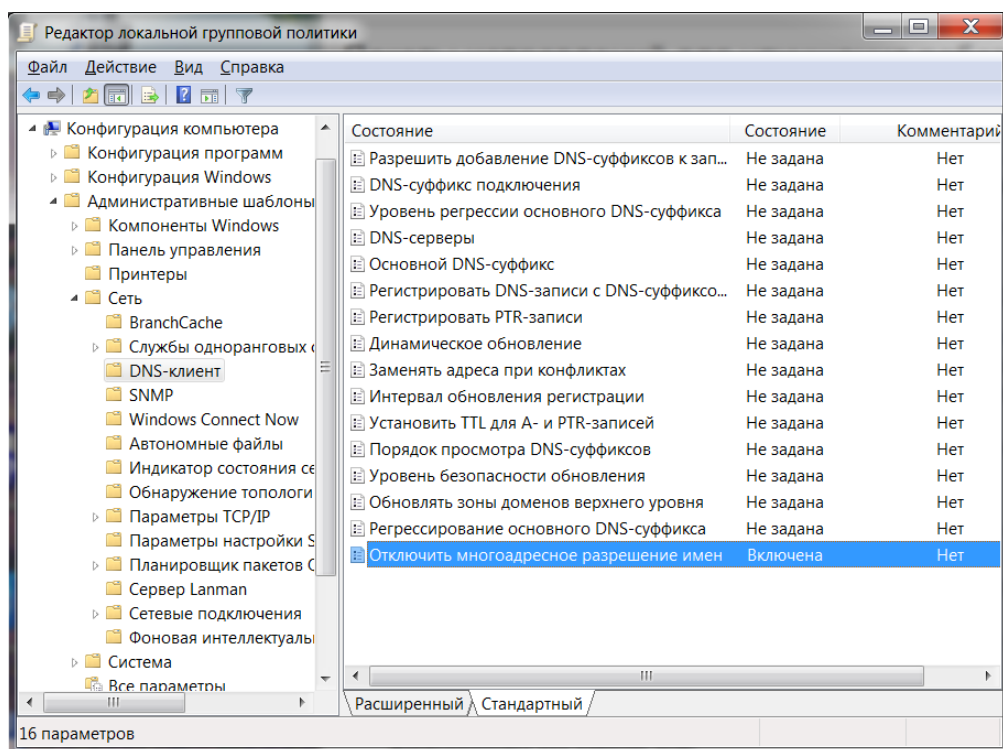 Редактор локальной групповой политики
Файл Действие Вид Справка
Конфигурация компьютера
Конфигурация программ
Конфигурация Windows
Административные шаблоны
Компоненты Windows
Панель управления
Принтеры
Сеть
BranchCache
Службы одноранговых с
DNS-клиент
SNMP
Windows Connect Now
Автономные файлы
Индикатор состояния се
Обнаружение топологи
Параметры TCP/IP
Параметры настройки S
Планировщик пакетов Q
Сервер Lanman
Сетевые подключения
Фоновая интеллектуаль
Система
Все параметры
Состояние Состояние Комментарий
Разрешить добавление DNS-суффиксов к зап... Не задана Нет
DNS-суффикс подключения Не задана Нет
Уровень регрессии основного DNS-суффикса Не задана Нет
DNS-серверы Не задана Нет
Основной DNS-суффикс Не задана Нет
Регистрировать DNS-записи с DNS-суффиксо... Не задана Нет
Регистрировать PTR-записи Не задана Нет
Динамическое обновление Не задана Нет
Заменять адреса при конфликтах Не задана Нет
Интервал обновления регистрации Не задана Нет
Установить TTL для A- и PTR-записей Не задана Нет
Порядок просмотра DNS-суффиксов Не задана Нет
Уровень безопасности обновления Не задана Нет
Обновлять зоны доменов верхнего уровня Не задана Нет
Регрессирование основного DNS-суффикса Не задана Нет
Отключить многоадресное разрешение имен Включена Нет
Расширенный Стандартный
16 параметров